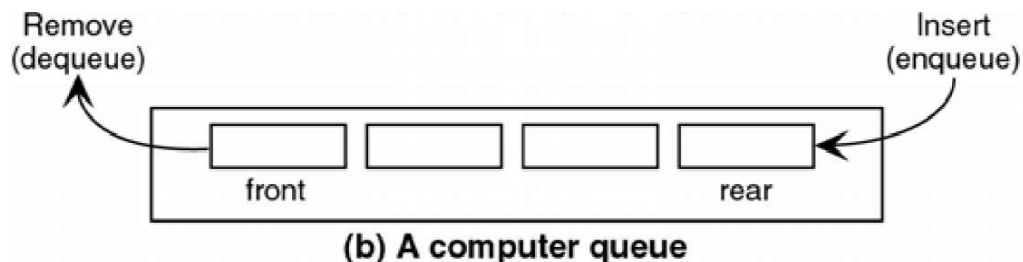 Remove
(dequeue)
Insert
(enqueue)
front
rear
(b) A computer queue